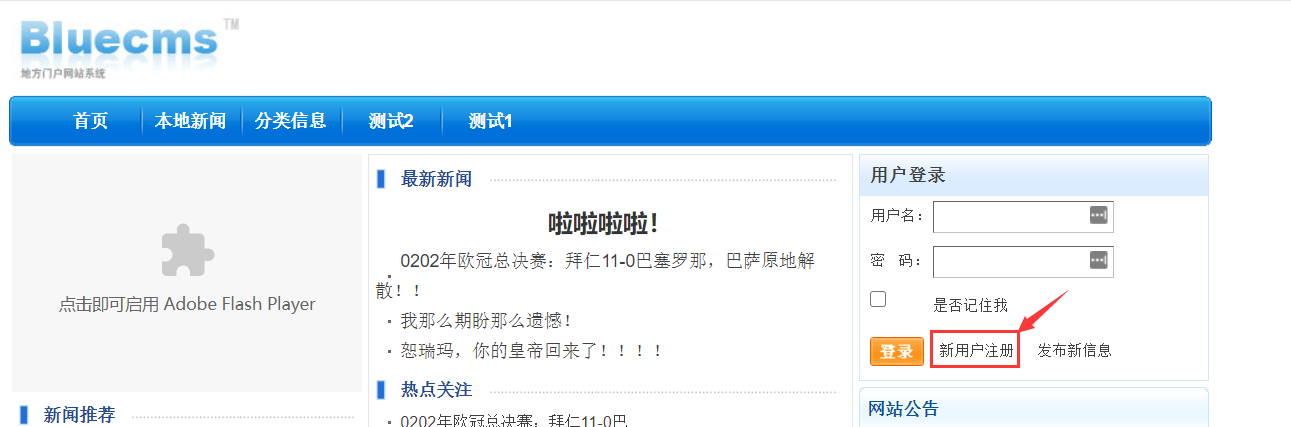 Bluecms TM
地方门户网站系统
首页 本地新闻 分类信息 测试2 测试1
点击即可启用 Adobe Flash Player
新闻推荐
最新新闻
啦啦啦啦！
0202年欧冠总决赛：拜仁11-0巴塞罗那，巴萨原地解
散！！
我那么期盼那么遗憾！
恕瑞玛，你的皇帝回来了！！！！
热点关注
0202年欧冠总决赛：拜仁11-0巴
用户登录
用户名：
密 码：
是否记住我
登录 新用户注册 发布新信息
网站公告